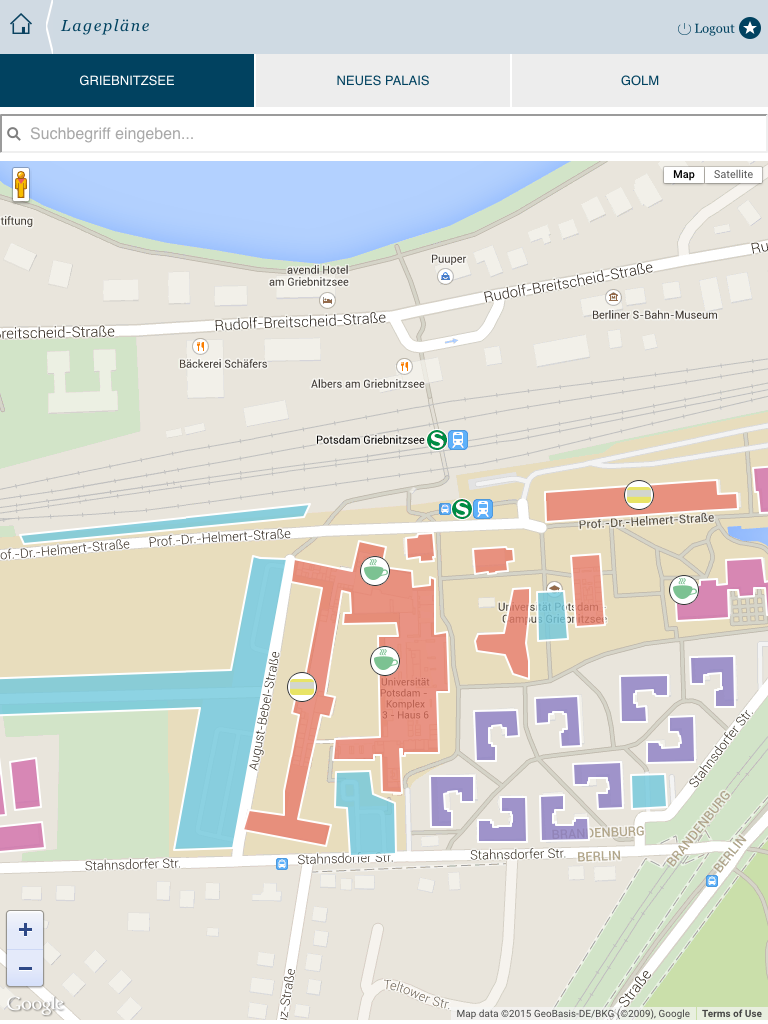 Lagepläne
Logout
GRIEBNITZSEE
NEUES PALAIS
GOLM
Suchbegriff eingeben...
Map
Satellite
tiftung
Puuper
avendi Hotel
am Griebnitzsee
Rudolf-Breitscheid-Straße
Ru
Berliner S-Bahn-Museum
Rudolf-Breitscheid-Straße
Breitscheid-Straße
Bäckerei Schäfers
Albers am Griebnitzsee
Potsdam Griebnitzsee
S
S
Prof.-Dr.-Helmert-Straße
Prof.-Dr.-Helmert-Straße
of.-Dr.-Helmert-Straße
Universität Potsdam -
Campus Griebnitzsee
August-Bebel-Straße
Universität
Potsdam -
Komplex
3 - Haus 6
Stahnsdorfer Str.
BRANDENBURG
BERLIN
BRANDENBURG
BERLIN
Stahnsdorfer Str.
Stahnsdorfer Str.
Stahnsdorfer Str.
+
−
Teltower Str.
nz-Straße
Straße
Google
Map data ©2015 GeoBasis-DE/BKG (©2009), Google
Terms of Use